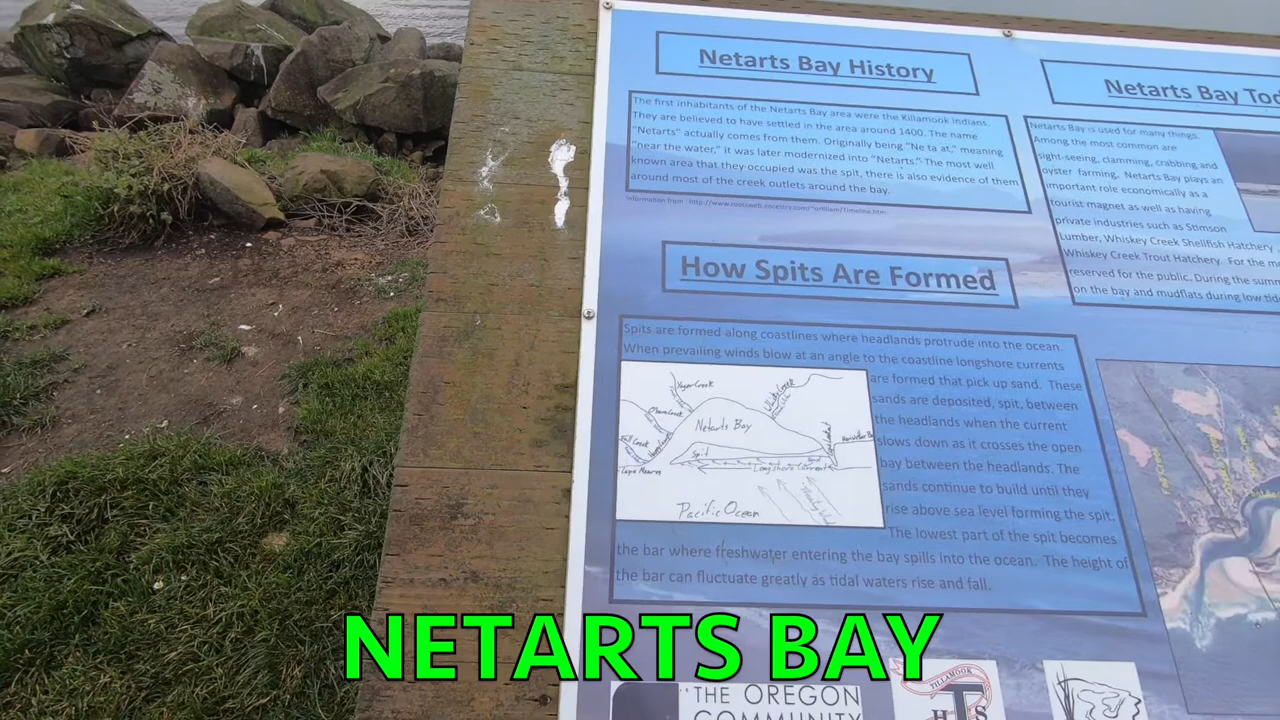 Netarts Bay History
The first inhabitants of the Netarts Bay area were the Killamook Indians.
They are believed to have settled in the area around 1400. The name
"Netarts" actually comes from them. Originally being "Ne ta at," meaning
"near the water," it was later modernized into "Netarts." The most well
known area that they occupied was the spit, there is also evidence of them
around most of the creek outlets around the bay.
Information from : http://www.rootsweb.ancestry.com/
How Spits Are Formed
Spits are formed along coastlines where headlands protrude into the ocean.
When prevailing winds blow at an angle to the coastline longshore currents
are formed that pick up sand. These
sands are deposited, spit, between
the headlands when the current
slows down as it crosses the open
bay between the headlands. The
sands continue to build until they
rise above sea level forming the spit.
The lowest part of the spit becomes
the bar where freshwater entering the bay spills into the ocean. The height of
the bar can fluctuate greatly as tidal waters rise and fall.
Netarts Bay
Spit
Longshore Current
Cape Meares
Pacific Ocean
Netarts Bay Tod
Netarts Bay is used for many things.
Among the most common are
sight-seeing, clamming, crabbing and
oyster farming. Netarts Bay plays an
important role economically as a
tourist magnet as well as having
private industries such as Stimson
Lumber, Whiskey Creek Shellfish Hatchery
Whiskey Creek Trout Hatchery. For the mo
reserved for the public. During the summ
on the bay and mudflats during low tid
NETARTS BAY
THE OREGON
COMMUNITY
TILLAMOOK
H T S